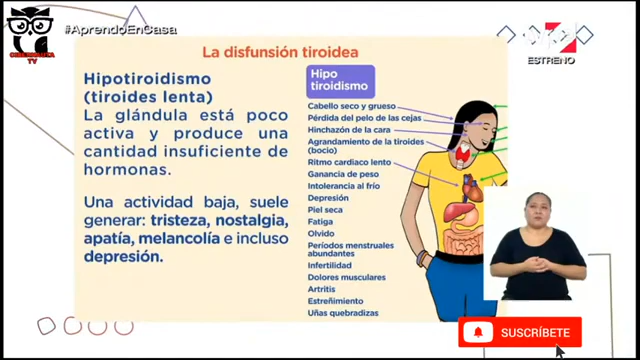 #AprendoEnCasa
TV
ESTRENO
La disfunsión tiroidea
Hipotiroidismo
(tiroides lenta)
La glándula está poco
activa y produce una
cantidad insuficiente de
hormonas.
Una actividad baja, suele
generar: tristeza, nostalgia,
apatía, melancolía e incluso
depresión.
Hipo
tiroidismo
Cabello seco y grueso
Pérdida del pelo de las cejas
Hinchazón de la cara
Agrandamiento de la tiroides
(bocio)
Ritmo cardiaco lento
Ganancia de peso
Intolerancia al frío
Depresión
Piel seca
Fatiga
Olvido
Períodos menstruales
abundantes
Infertilidad
Dolores musculares
Artritis
Estreñimiento
Uñas quebradizas
SUSCRÍBETE